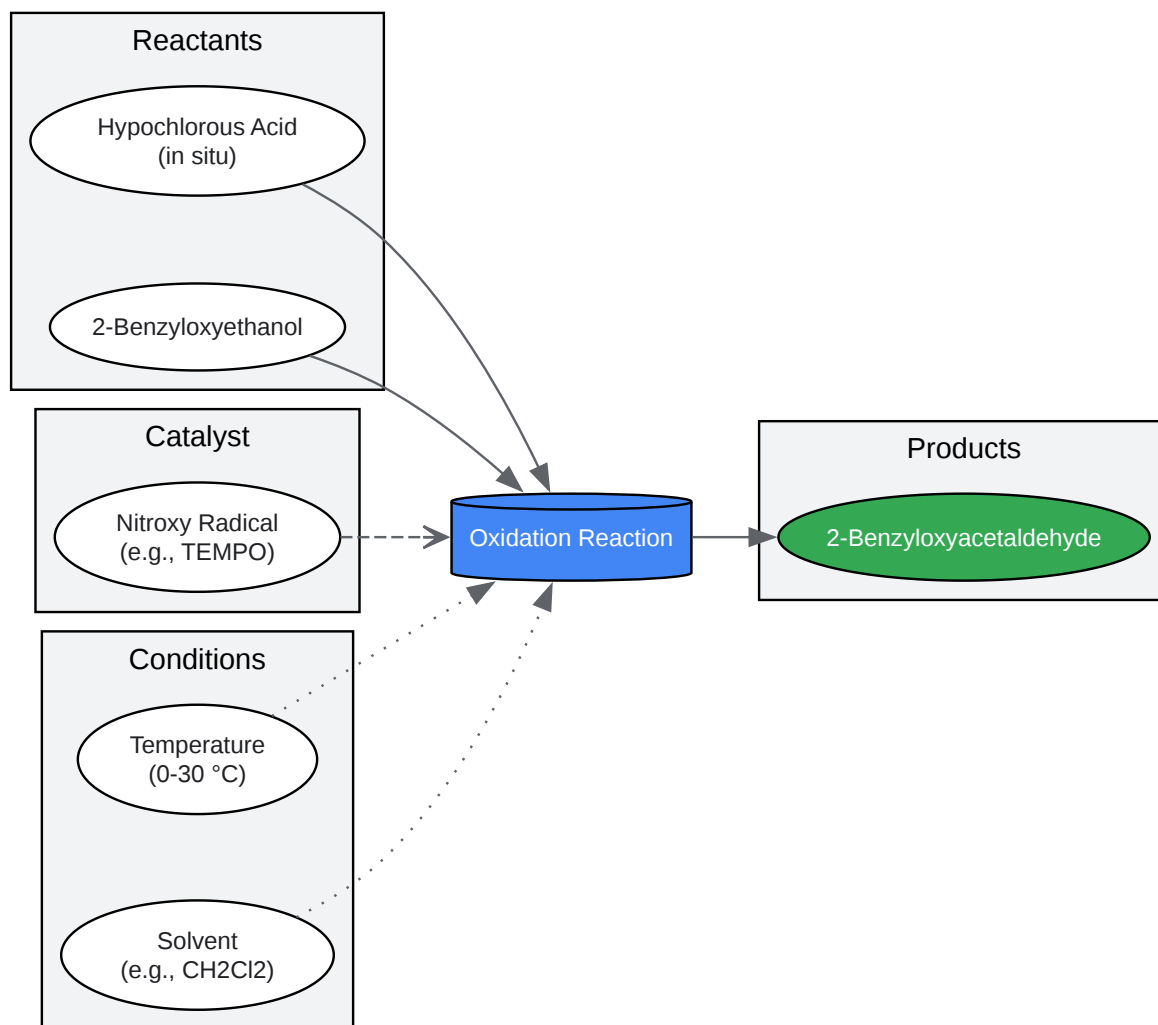 Reactants
Hypochlorous Acid
(in situ)
2-Benzyloxyethanol
Catalyst
Nitroxy Radical
(e.g., TEMPO)
Conditions
Temperature
(0-30 °C)
Solvent
(e.g., CH2Cl2)
Oxidation Reaction
Products
2-Benzyloxyacetaldehyde